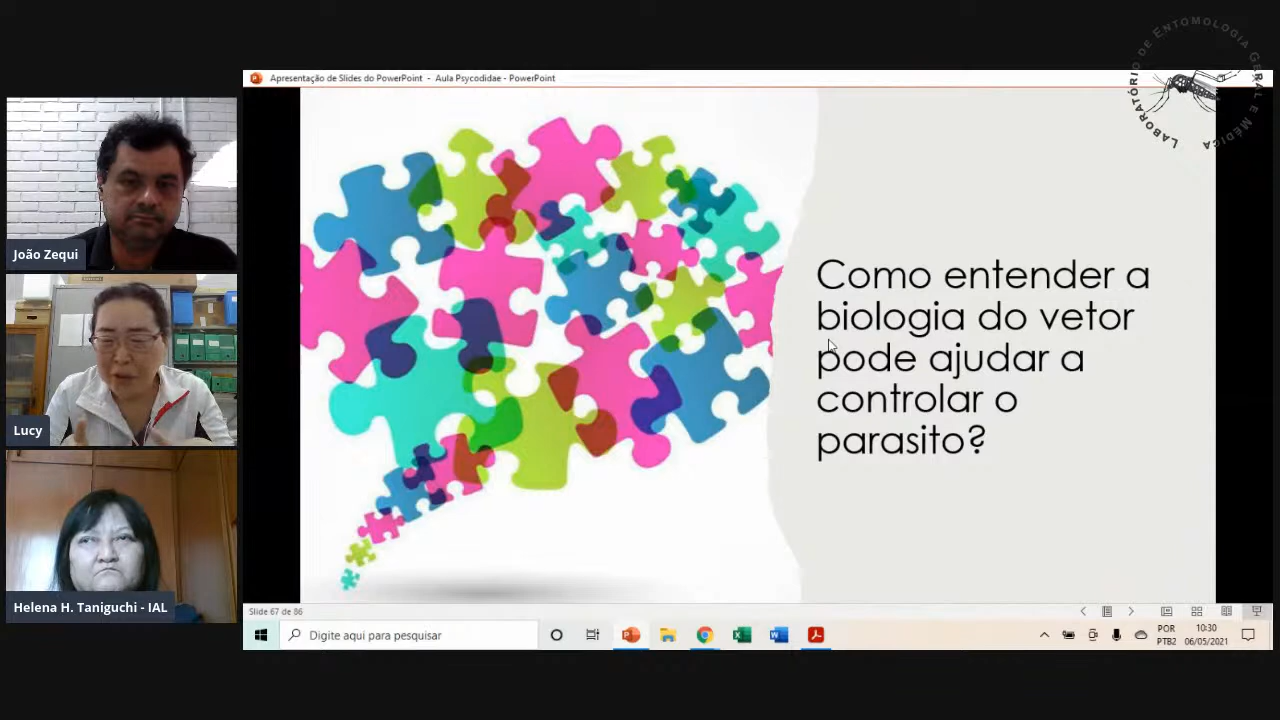 LABORATÓRIO DE ENTOMOLOGIA GERAL E MÉDICA
Apresentação de Slides do PowerPoint - Aula Psycodidae - PowerPoint
João Zequi
Lucy
Helena H. Taniguchi - IAL
Como entender a
biologia do vetor
pode ajudar a
controlar o
parasito?
Slide 67 de 86
Digite aqui para pesquisar
POR
PTB2
10:30
06/05/2021